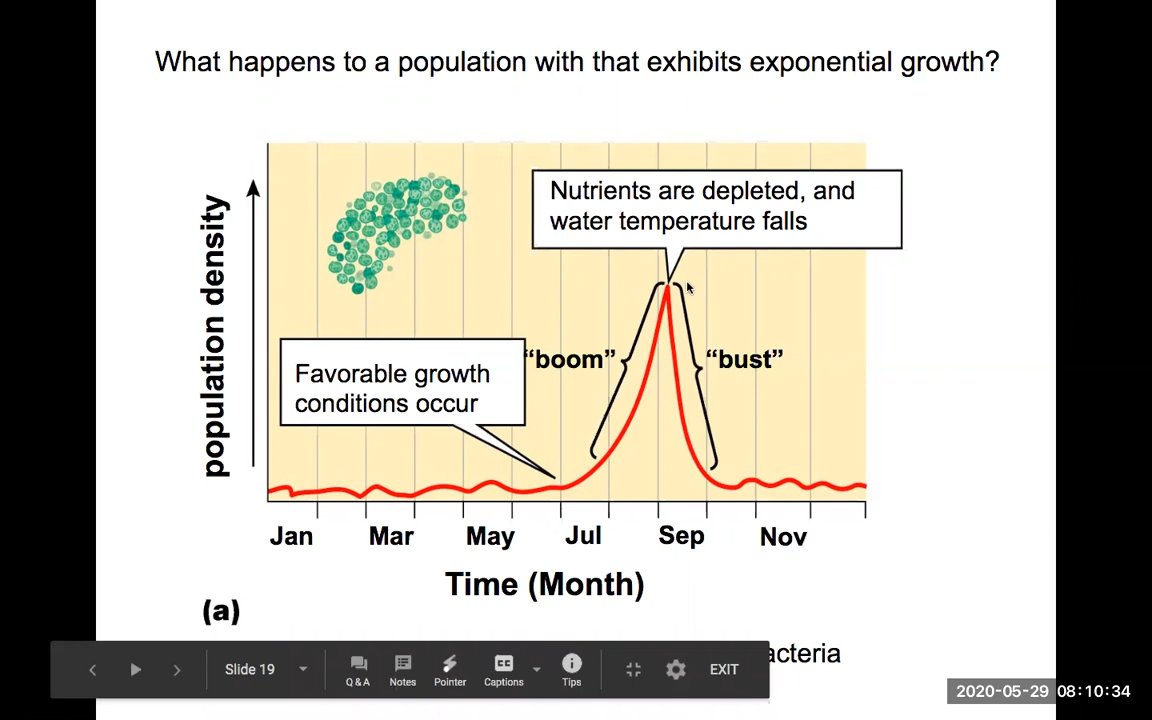 What happens to a population with that exhibits exponential growth?
Nutrients are depleted, and
water temperature falls
population density
"boom"
"bust"
Favorable growth
conditions occur
Jan Mar May Jul Sep Nov
Time (Month)
(a)
acteria
Slide 19
Q & A Notes Pointer Captions Tips
CC
i
EXIT
2020-05-29 08:10:34